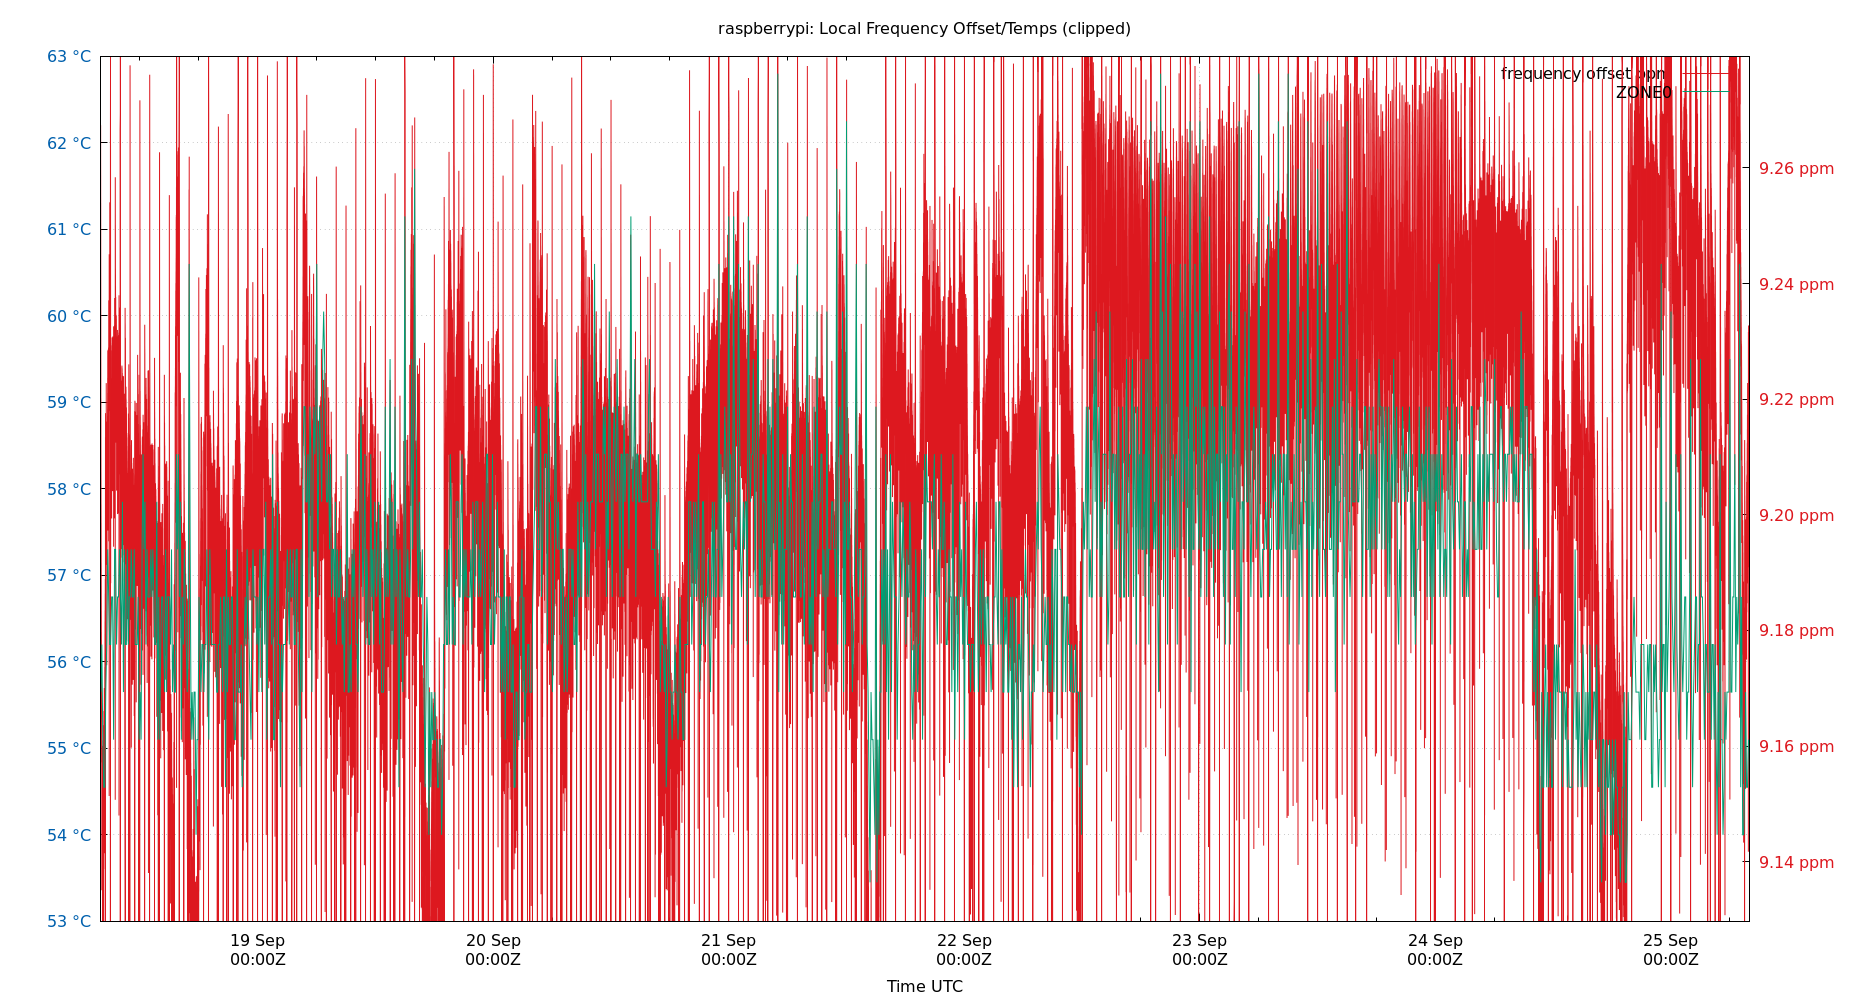 raspberrypi: Local Frequency Offset/Temps (clipped)
63 °C
62 °C
61 °C
60 °C
59 °C
58 °C
57 °C
56 °C
55 °C
54 °C
53 °C
frequency offset ppm
ZONE0
9.26 ppm
9.24 ppm
9.22 ppm
9.20 ppm
9.18 ppm
9.16 ppm
9.14 ppm
19 Sep
00:00Z
20 Sep
00:00Z
21 Sep
00:00Z
22 Sep
00:00Z
23 Sep
00:00Z
24 Sep
00:00Z
25 Sep
00:00Z
Time UTC